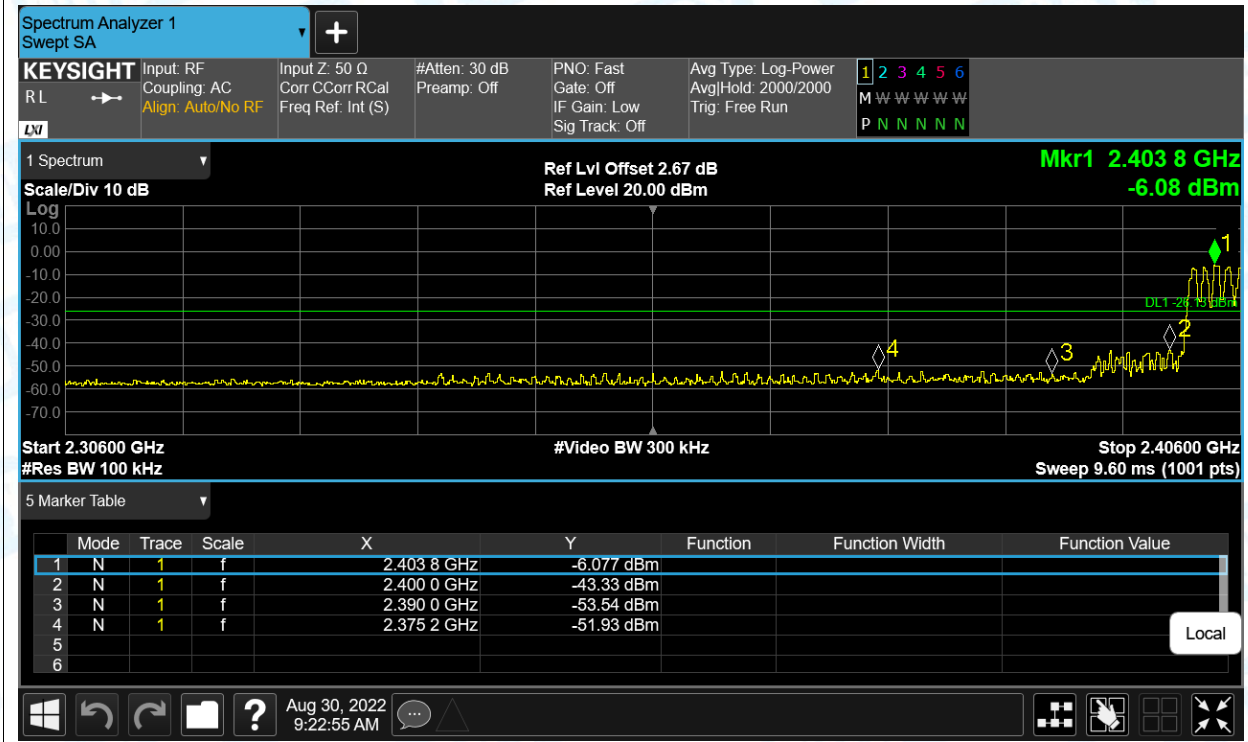 Spectrum Analyzer 1
Swept SA
KEYSIGHT
R L
LXI
Input: RF
Coupling: AC
Align: Auto/No RF
Input Z: 50 Ω
Corr CCorr RCal
Freq Ref: Int (S)
#Atten: 30 dB
Preamp: Off
PNO: Fast
Gate: Off
IF Gain: Low
Sig Track: Off
Avg Type: Log-Power
Avg|Hold: 2000/2000
Trig: Free Run
1 2 3 4 5 6
M W W W W W W
P N N N N N N
1 Spectrum
Scale/Div 10 dB
Ref Lvl Offset 2.67 dB
Ref Level 20.00 dBm
Mkr1 2.403 8 GHz
-6.08 dBm
Log
10.0
0.00
-10.0
-20.0
-30.0
-40.0
-50.0
-60.0
-70.0
1
DL1 -26.13 dBm
2
3
4
Start 2.30600 GHz
#Video BW 300 kHz
Stop 2.40600 GHz
#Res BW 100 kHz
Sweep 9.60 ms (1001 pts)
5 Marker Table
Mode Trace Scale X Y Function Function Width Function Value
1 N 1 f 2.403 8 GHz -6.077 dBm
2 N 1 f 2.400 0 GHz -43.33 dBm
3 N 1 f 2.390 0 GHz -53.54 dBm
4 N 1 f 2.375 2 GHz -51.93 dBm
5
6
Local
?
Aug 30, 2022
9:22:55 AM